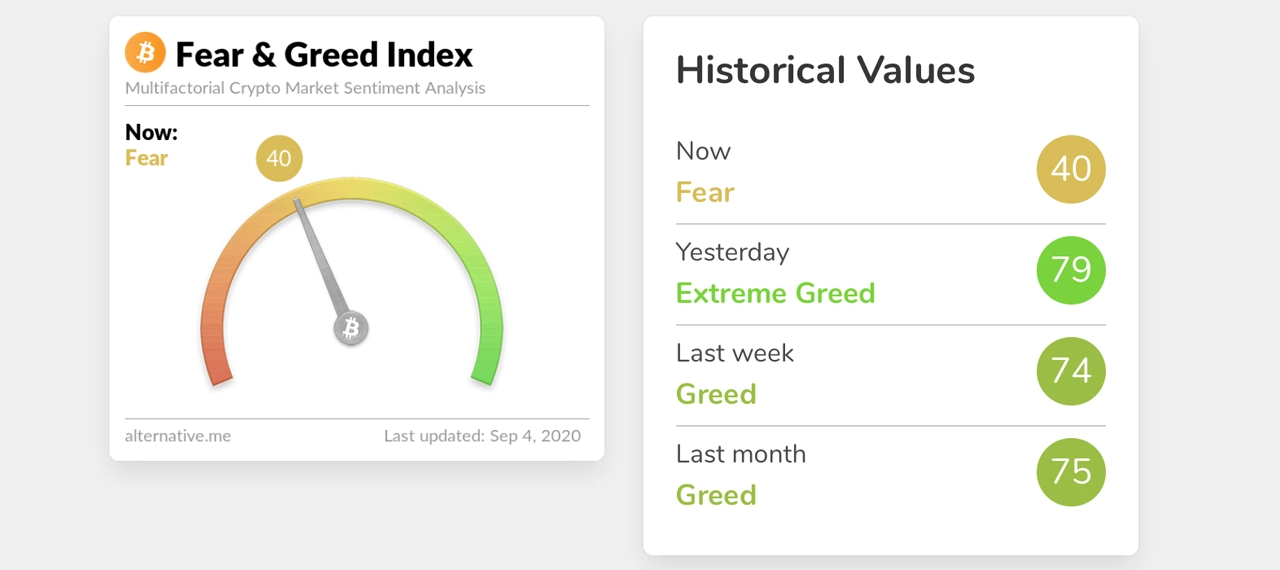 Fear & Greed Index
Multifactorial Crypto Market Sentiment Analysis
Now:
Fear
40
alternative.me
Last updated: Sep 4, 2020
Historical Values
Now
Fear
40
Yesterday
Extreme Greed
79
Last week
Greed
74
Last month
Greed
75